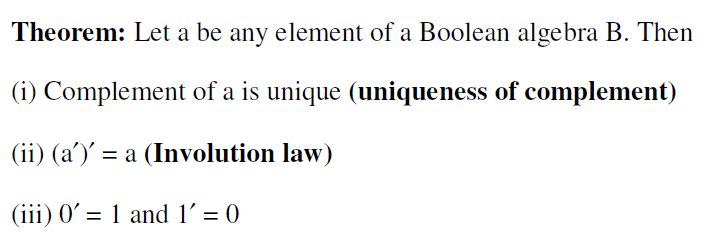 Theorem: Let a be any element of a Boolean algebra B. Then
(i) Complement of a is unique (uniqueness of complement)
(ii) (a′)′ = a (Involution law)
(iii) 0′ = 1 and 1′ = 0